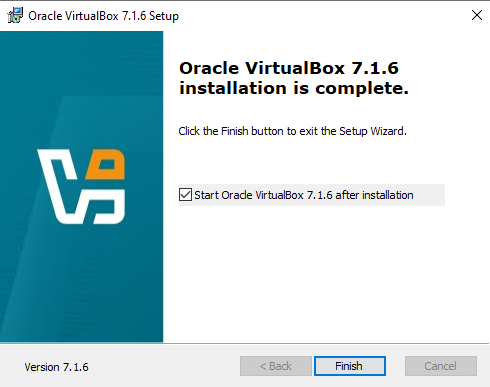 Oracle VirtualBox 7.1.6 Setup
Oracle VirtualBox 7.1.6
installation is complete.
Click the Finish button to exit the Setup Wizard.
Start Oracle VirtualBox 7.1.6 after installation
Version 7.1.6
< Back
Finish
Cancel